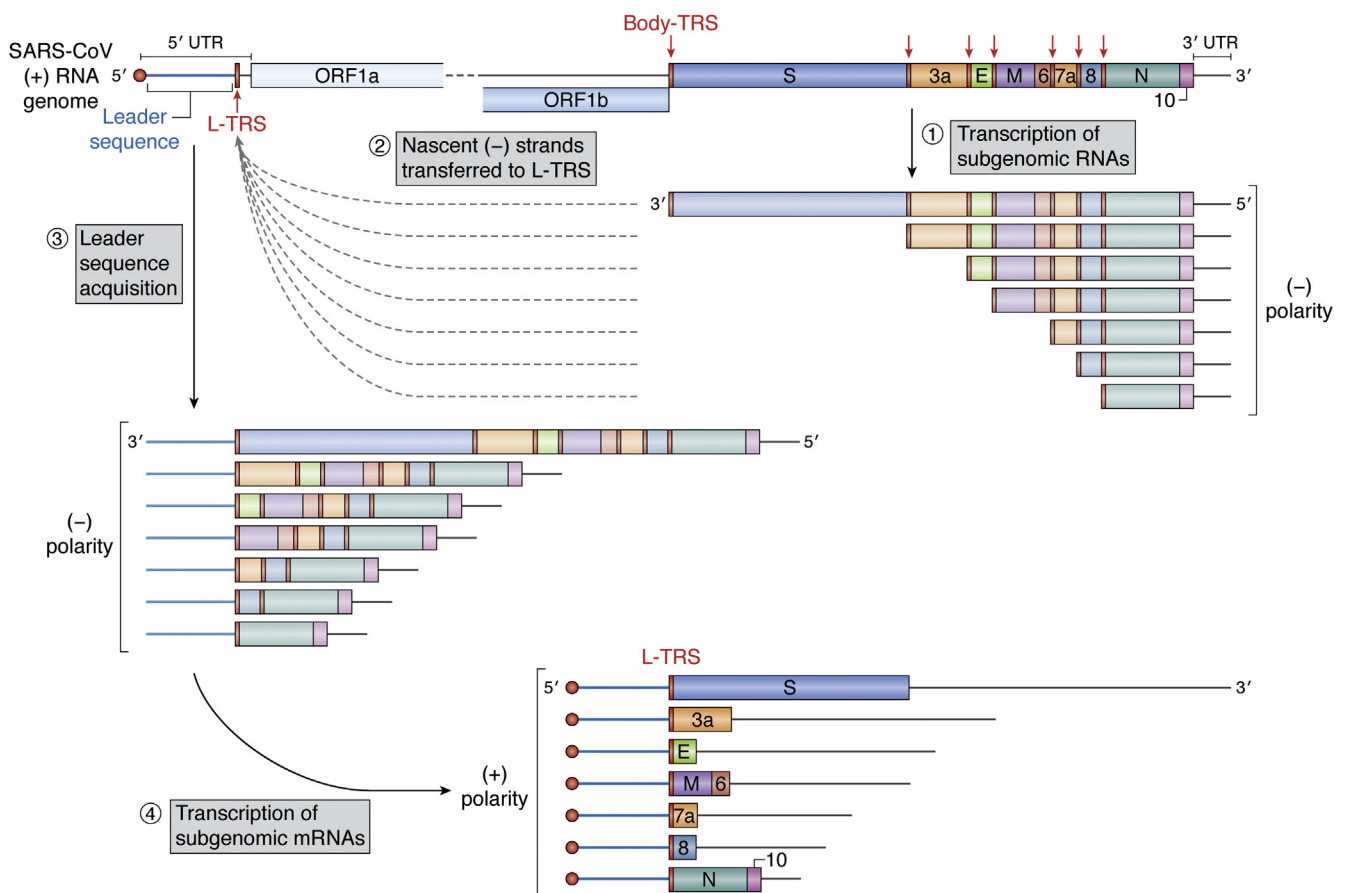 Body-TRS
5′ UTR
3′ UTR
SARS-CoV
(+) RNA
genome
5′
ORF1a
ORF1b
S
3a
E
M
6
7a
8
N
10
3′
Leader
sequence
L-TRS
② Nascent (–) strands
transferred to L-TRS
① Transcription of
subgenomic RNAs
3′
5′
(–)
polarity
③ Leader
sequence
acquisition
3′
5′
(–)
polarity
L-TRS
5′
S
3′
3a
E
M
6
7a
8
N
10
(+)
polarity
④ Transcription of
subgenomic mRNAs